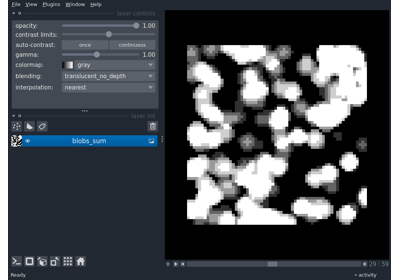 File View Plugins Window Help
layer controls
opacity: 1.00
contrast limits:
auto-contrast: once continuous
gamma: 1.00
colormap: gray
blending: translucent_no_depth
interpolation: nearest
layer list
blobs_sum
29 59
Ready activity